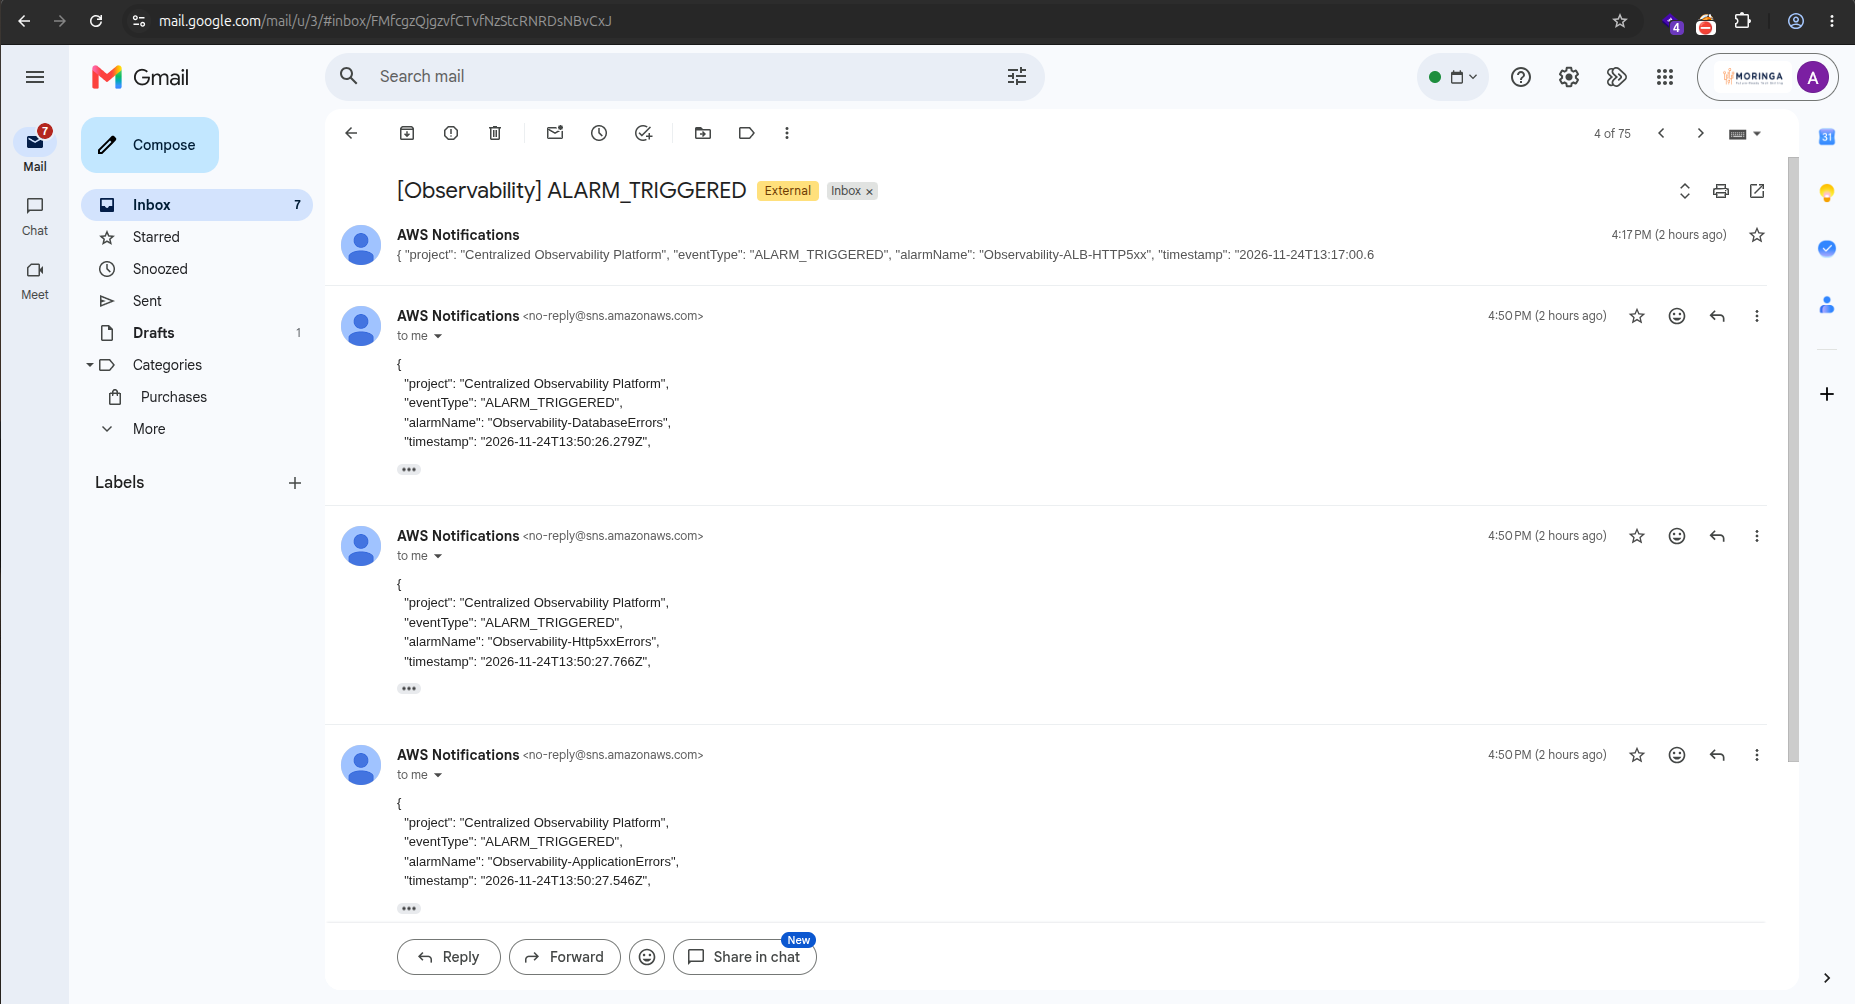 mail.google.com/mail/u/3/#inbox/FMfcgzQjgzvfCTvfNzStcRNRDsNBvCxJ
4
Gmail
Search mail
MORINGA
A
7
Mail
Chat
Meet
Compose
Inbox 7
Starred
Snoozed
Sent
Drafts 1
Categories
Purchases
More
Labels
4 of 75
31
[Observability] ALARM_TRIGGERED External Inbox ×
AWS Notifications 4:17 PM (2 hours ago)
{ "project": "Centralized Observability Platform", "eventType": "ALARM_TRIGGERED", "alarmName": "Observability-ALB-HTTP5xx", "timestamp": "2026-11-24T13:17:00.6
AWS Notifications <no-reply@sns.amazonaws.com> 4:50 PM (2 hours ago)
to me
{
"project": "Centralized Observability Platform",
"eventType": "ALARM_TRIGGERED",
"alarmName": "Observability-DatabaseErrors",
"timestamp": "2026-11-24T13:50:26.279Z",
AWS Notifications <no-reply@sns.amazonaws.com> 4:50 PM (2 hours ago)
to me
{
"project": "Centralized Observability Platform",
"eventType": "ALARM_TRIGGERED",
"alarmName": "Observability-Http5xxErrors",
"timestamp": "2026-11-24T13:50:27.766Z",
AWS Notifications <no-reply@sns.amazonaws.com> 4:50 PM (2 hours ago)
to me
{
"project": "Centralized Observability Platform",
"eventType": "ALARM_TRIGGERED",
"alarmName": "Observability-ApplicationErrors",
"timestamp": "2026-11-24T13:50:27.546Z",
Reply
Forward
Share in chat
New